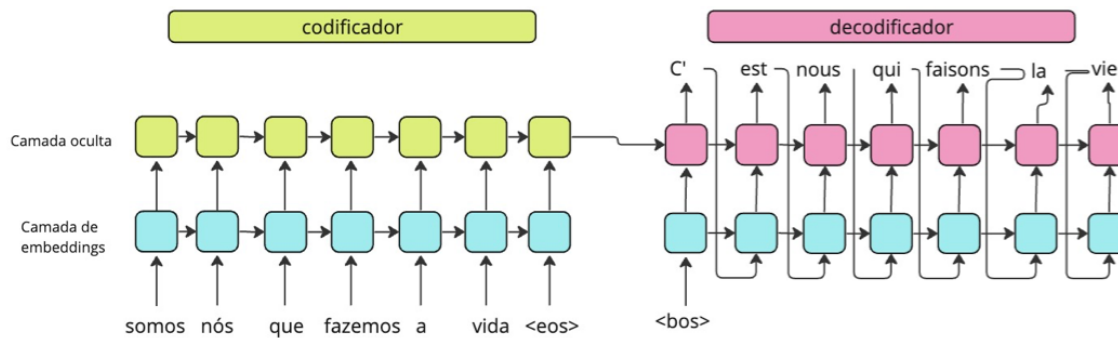 codificador
decodificador
C' est nous qui faisons la vie
Camada oculta
Camada de
embeddings
somos nós que fazemos a vida <eos>
<bos>